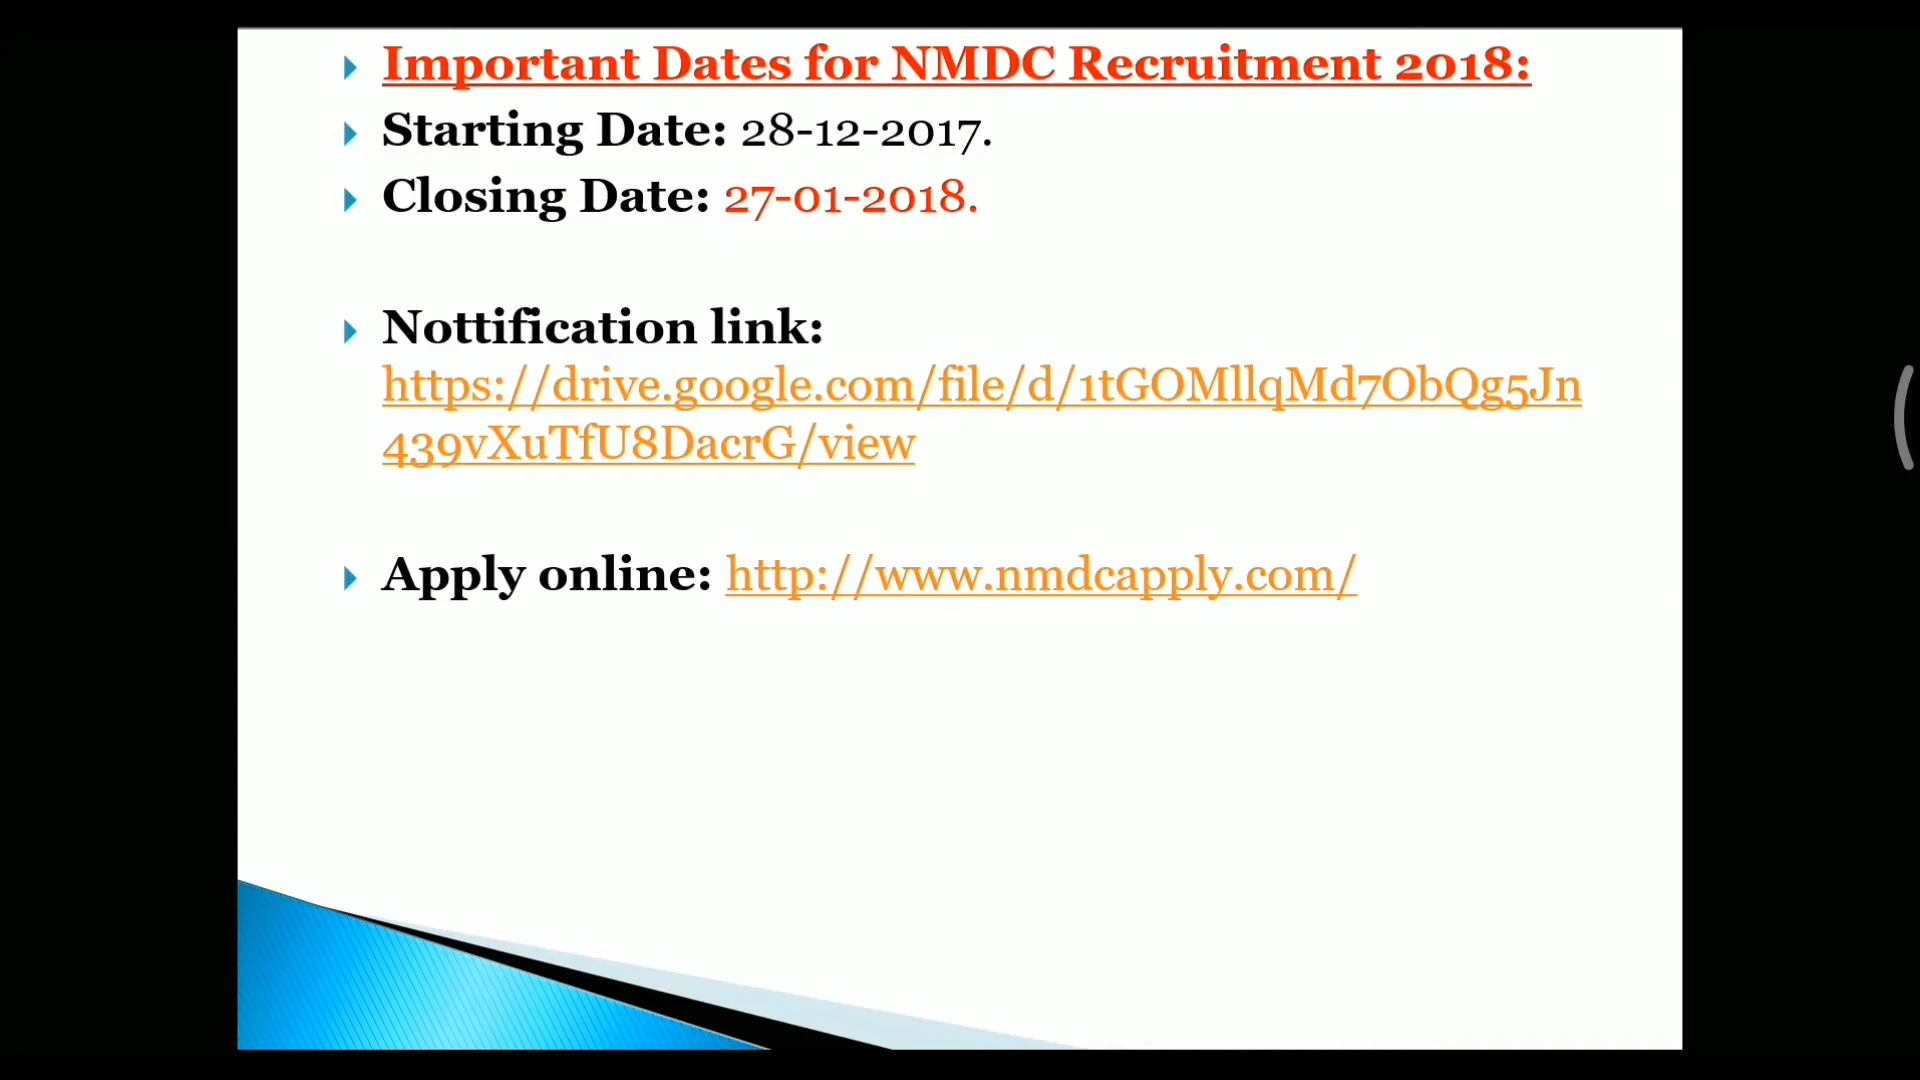 Important Dates for NMDC Recruitment 2018:
Starting Date: 28-12-2017.
Closing Date: 27-01-2018.
Nottification link:
https://drive.google.com/file/d/1tGOMllqMd7ObQg5Jn
439vXuTfU8DacrG/view
Apply online: http://www.nmdcapply.com/